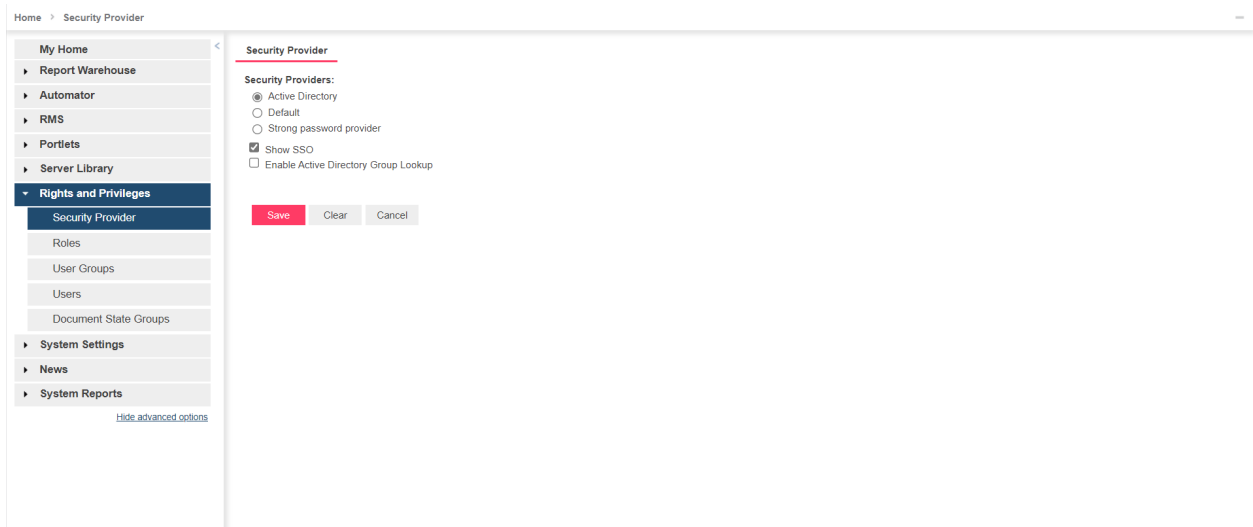 Home > Security Provider
My Home
Report Warehouse
Automator
RMS
Portlets
Server Library
Rights and Privileges
Security Provider
Roles
User Groups
Users
Document State Groups
System Settings
News
System Reports
Hide advanced options
Security Provider
Security Providers:
Active Directory
Default
Strong password provider
Show SSO
Enable Active Directory Group Lookup
Save Clear Cancel